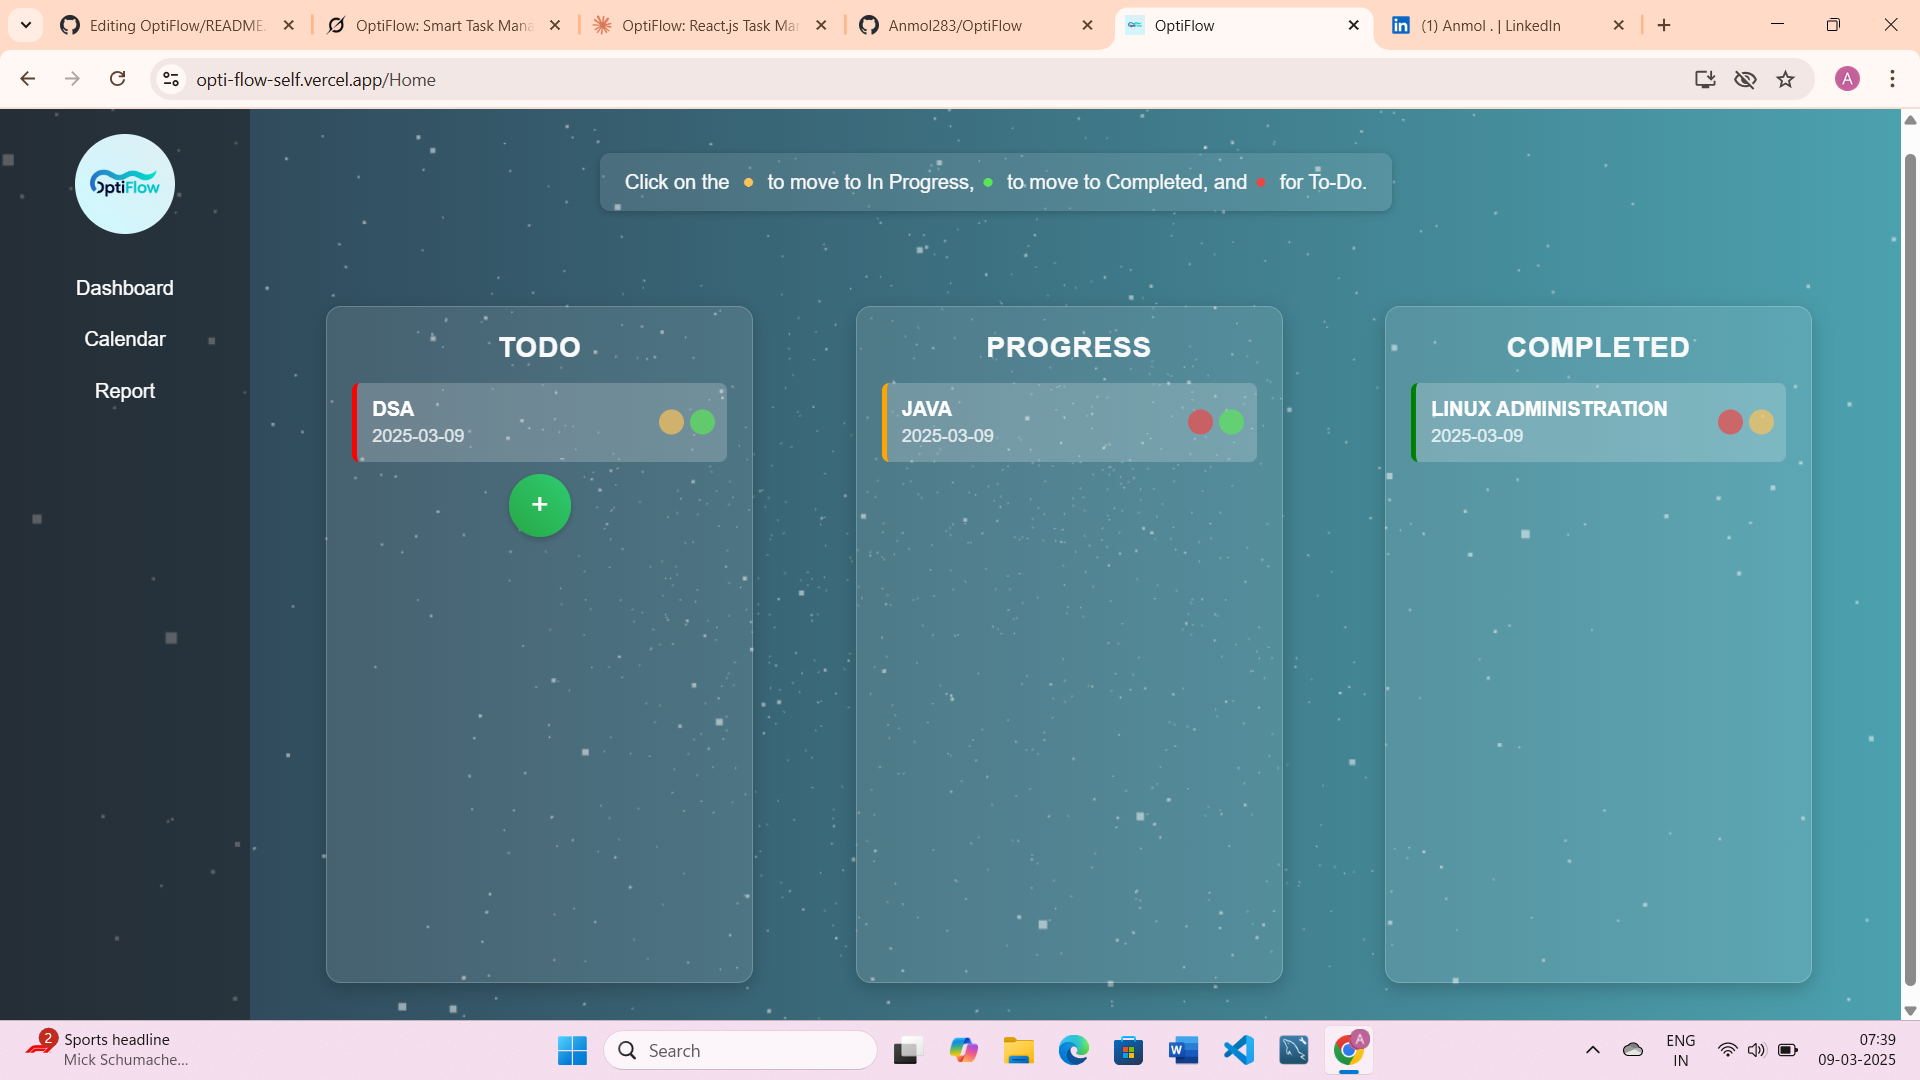 Editing OptiFlow/README.
OptiFlow: Smart Task Mana
OptiFlow: React.js Task Mar
Anmol283/OptiFlow
OptiFlow
(1) Anmol . | LinkedIn
opti-flow-self.vercel.app/Home
A
OptiFlow
Click on the to move to In Progress, to move to Completed, and for To-Do.
Dashboard
Calendar
Report
TODO
DSA
2025-03-09
+
PROGRESS
JAVA
2025-03-09
COMPLETED
LINUX ADMINISTRATION
2025-03-09
2
Sports headline
Mick Schumache...
Search
A
ENG
IN
07:39
09-03-2025